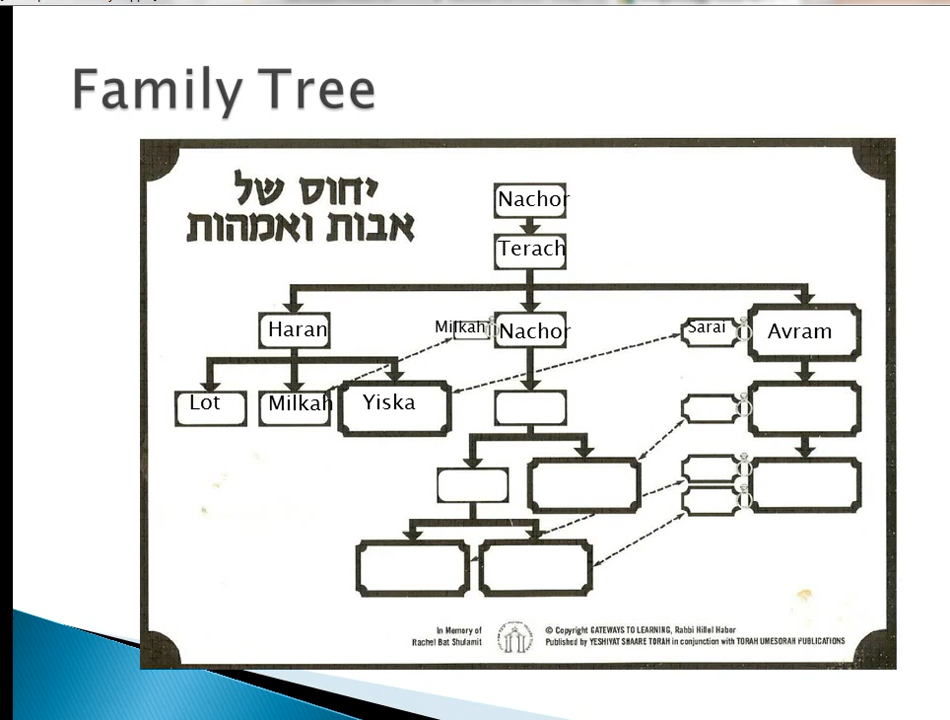 Family Tree
יחוס של
אבות ואמהות
Nachor
Terach
Haran
Milkah
Nachor
Sarai
Avram
Lot
Milkah
Yiska
In Memory of
Rachel Bat Shulamit
© Copyright GATEWAYS TO LEARNING, Rabbi Hillel Haber
Published by YESHIVAT SHAARE TORAH in conjunction with TORAH UMESORAH PUBLICATIONS